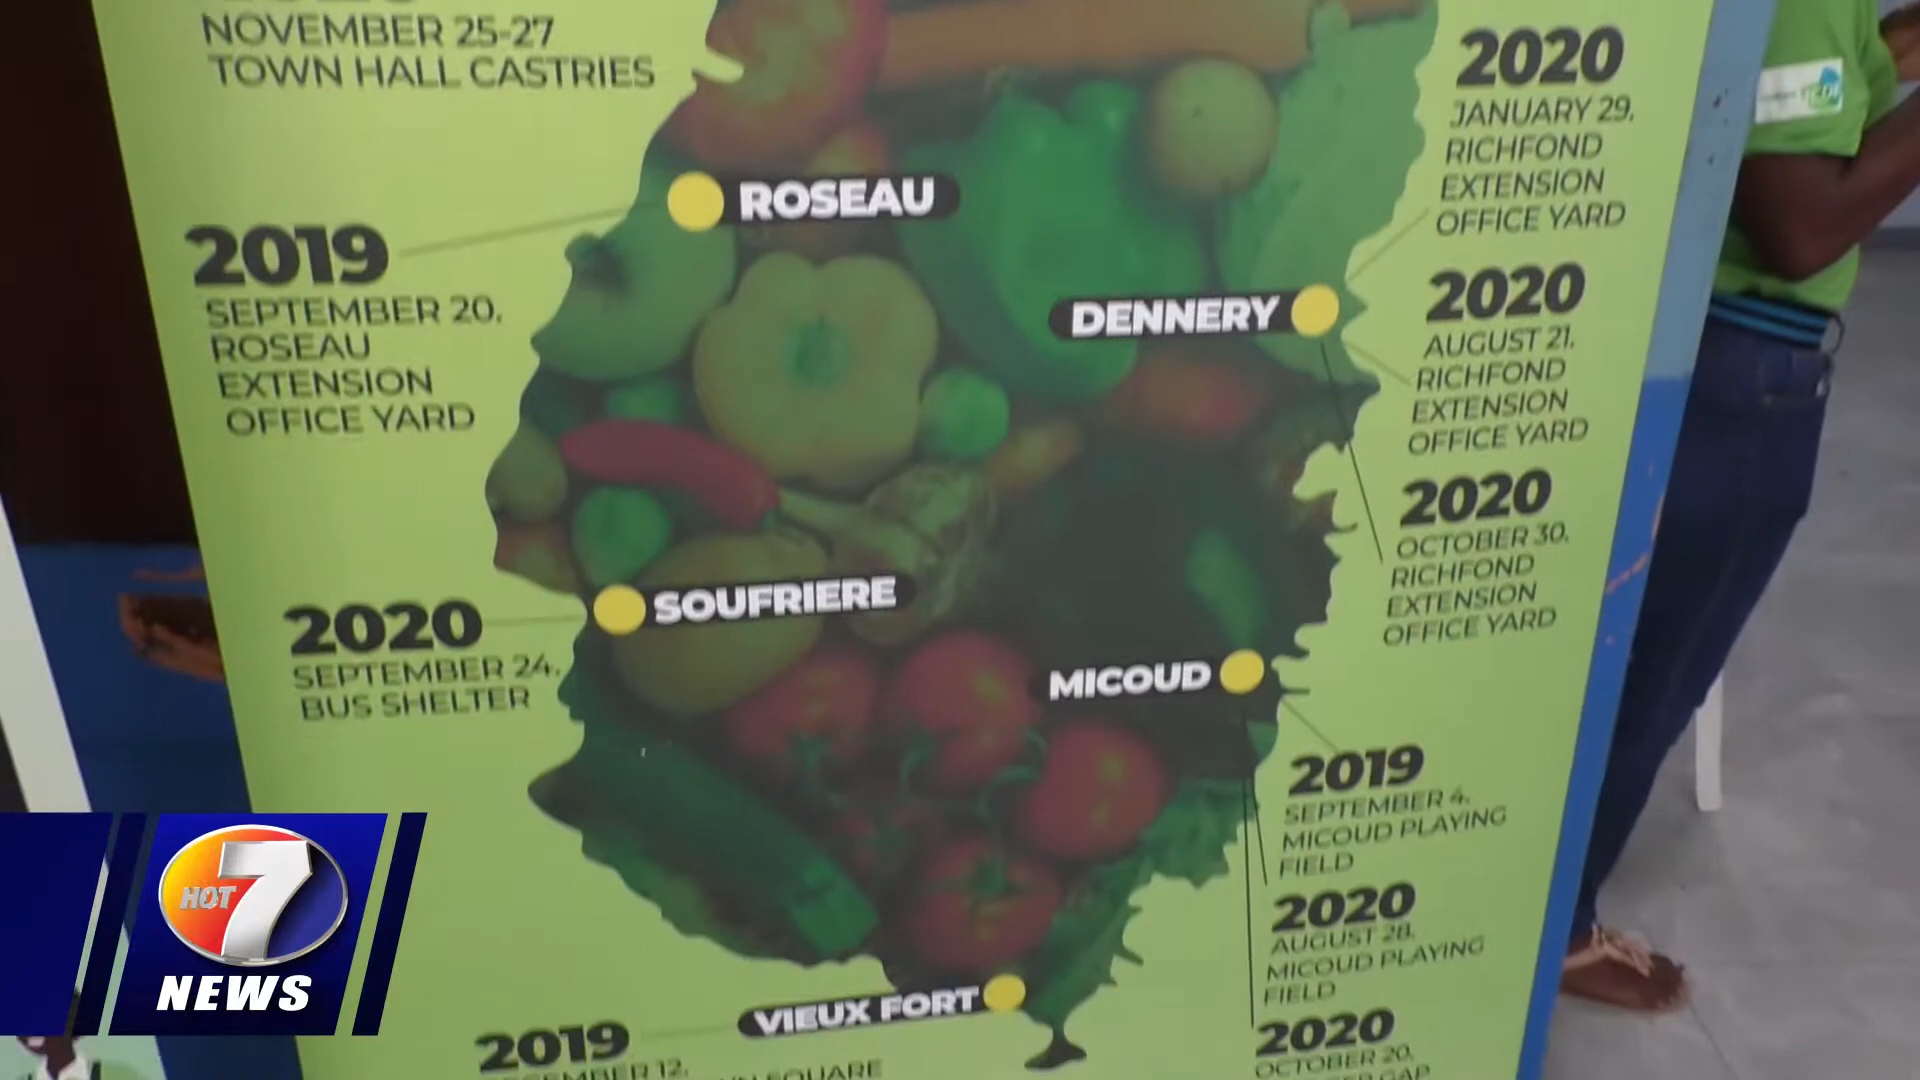 NOVEMBER 25-27
TOWN HALL CASTRIES
ROSEAU
2019
SEPTEMBER 20,
ROSEAU
EXTENSION
OFFICE YARD
SOUFRIERE
2020
SEPTEMBER 24,
BUS SHELTER
VIEUX FORT
2019
12,
SQUARE
2020
JANUARY 29,
RICHFOND
EXTENSION
OFFICE YARD
DENNERY
2020
AUGUST 21,
RICHFOND
EXTENSION
OFFICE YARD
2020
OCTOBER 30,
RICHFOND
EXTENSION
OFFICE YARD
MICOUD
2019
SEPTEMBER 4,
MICOUD PLAYING
FIELD
2020
AUGUST 28,
MICOUD PLAYING
FIELD
2020
OCTOBER 20,
GAP
HOT 7
NEWS